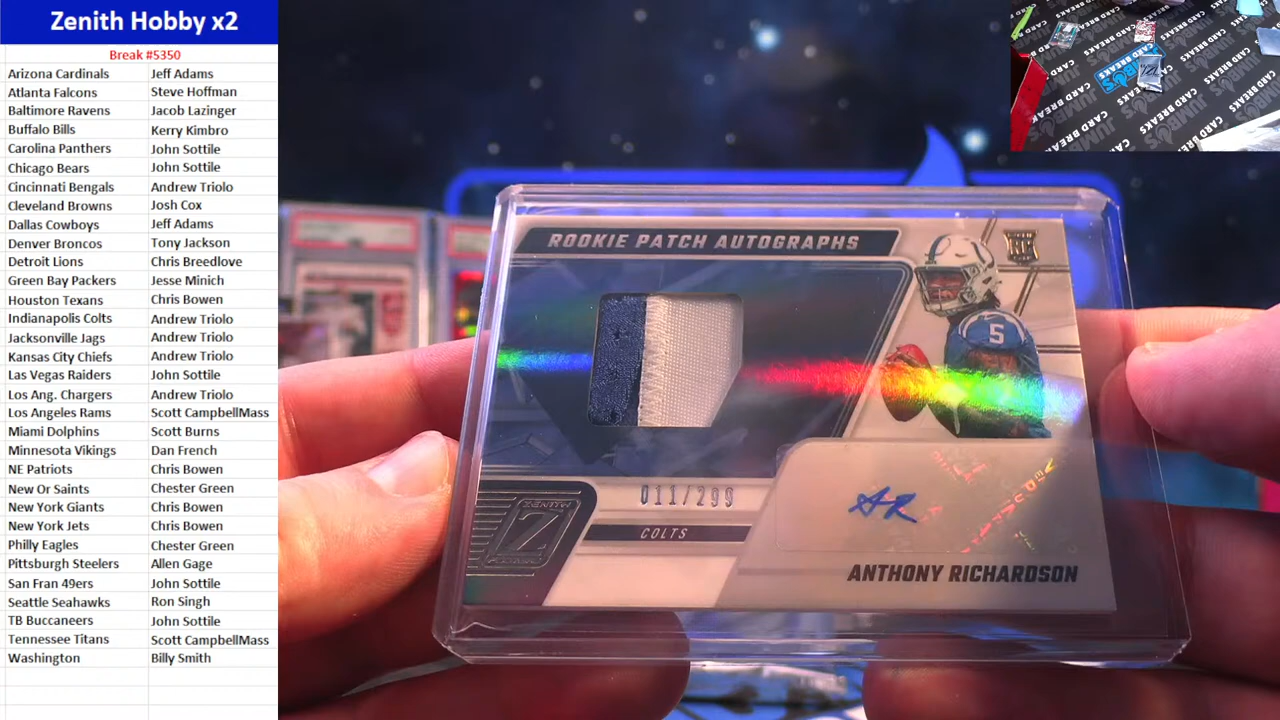 Zenith Hobby x2
Break #5350
Arizona Cardinals Jeff Adams
Atlanta Falcons Steve Hoffman
Baltimore Ravens Jacob Lazinger
Buffalo Bills Kerry Kimbro
Carolina Panthers John Sottile
Chicago Bears John Sottile
Cincinnati Bengals Andrew Triolo
Cleveland Browns Josh Cox
Dallas Cowboys Jeff Adams
Denver Broncos Tony Jackson
Detroit Lions Chris Breedlove
Green Bay Packers Jesse Minich
Houston Texans Chris Bowen
Indianapolis Colts Andrew Triolo
Jacksonville Jags Andrew Triolo
Kansas City Chiefs Andrew Triolo
Las Vegas Raiders John Sottile
Los Ang. Chargers Andrew Triolo
Los Angeles Rams Scott CampbellMass
Miami Dolphins Scott Burns
Minnesota Vikings Dan French
NE Patriots Chris Bowen
New Or Saints Chester Green
New York Giants Chris Bowen
New York Jets Chris Bowen
Philly Eagles Chester Green
Pittsburgh Steelers Allen Gage
San Fran 49ers John Sottile
Seattle Seahawks Ron Singh
TB Buccaneers John Sottile
Tennessee Titans Scott CampbellMass
Washington Billy Smith
ROOKIE PATCH AUTOGRAPHS
RC
5
011/299
Z
COLTS
AR
ANTHONY RICHARDSON
JUMBOS
CARD BREAKS